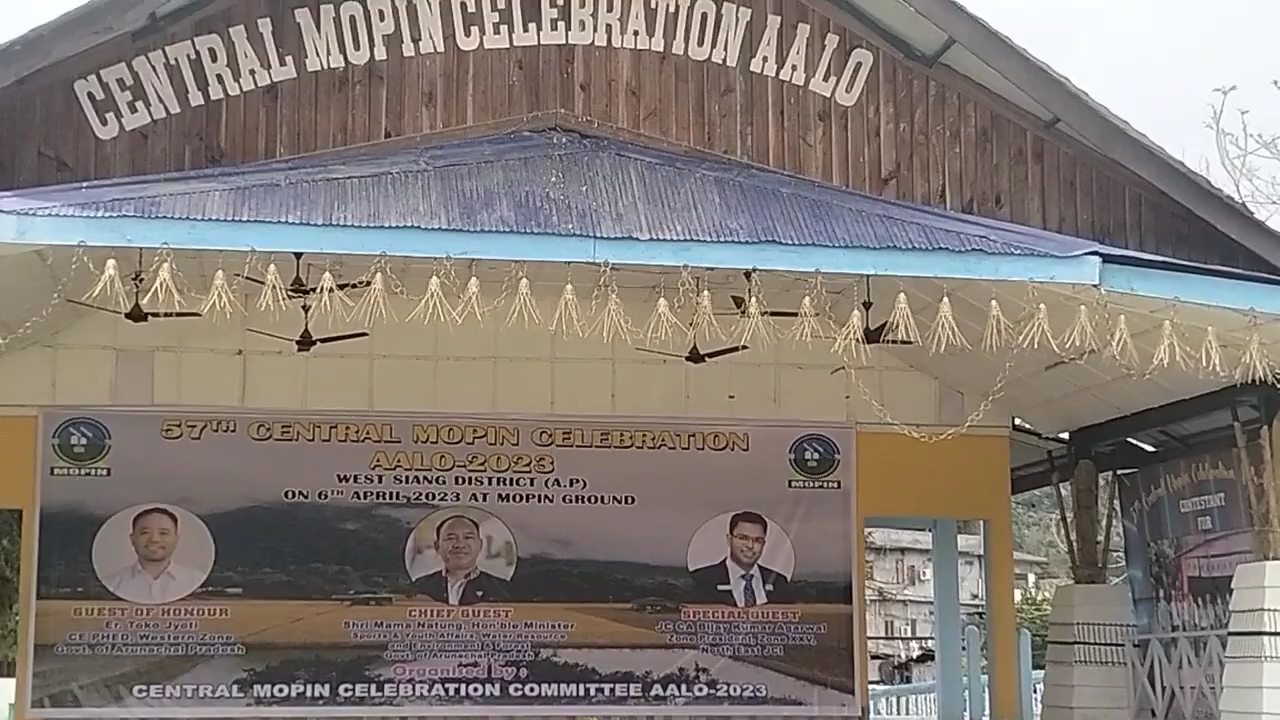 CENTRAL MOPIN CELEBRATION AALO
57TH CENTRAL MOPIN CELEBRATION
AALO-2023
WEST SIANG DISTRICT (A.P)
ON 6TH APRIL-2023 AT MOPIN GROUND
MOPIN
MOPIN
GUEST OF HONOUR
Er. Toko Jyoti
CE PHED, Western Zone
Govt. of Arunachal Pradesh
CHIEF GUEST
Shri Mama Natung, Hon'ble Minister
Sports & Youth Affairs, Water Resource
and Environment & Forest
Govt. of Arunachal Pradesh
SPECIAL GUEST
JC CA Bijay Kumar Agarwal
Zone President, Zone XXV,
North East JCI
Organised by :
CENTRAL MOPIN CELEBRATION COMMITTEE AALO-2023
Central Mopin Celebration
CONTESTANT
FOR